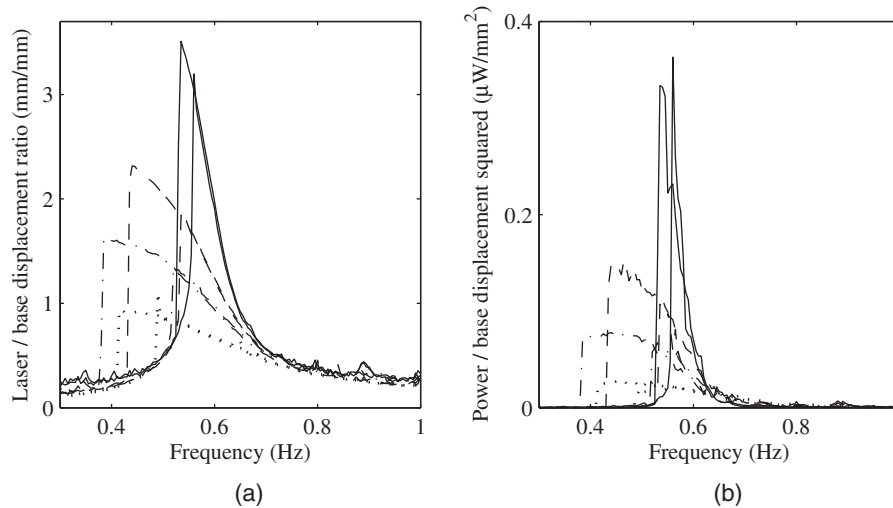 3
2
1
0
0.4
0.6
0.8
1
Laser / base displacement ratio (mm/mm)
Frequency (Hz)
(a)
0.4
0.2
0
0.4
0.6
0.8
Power / base displacement squared (μW/mm²)
Frequency (Hz)
(b)